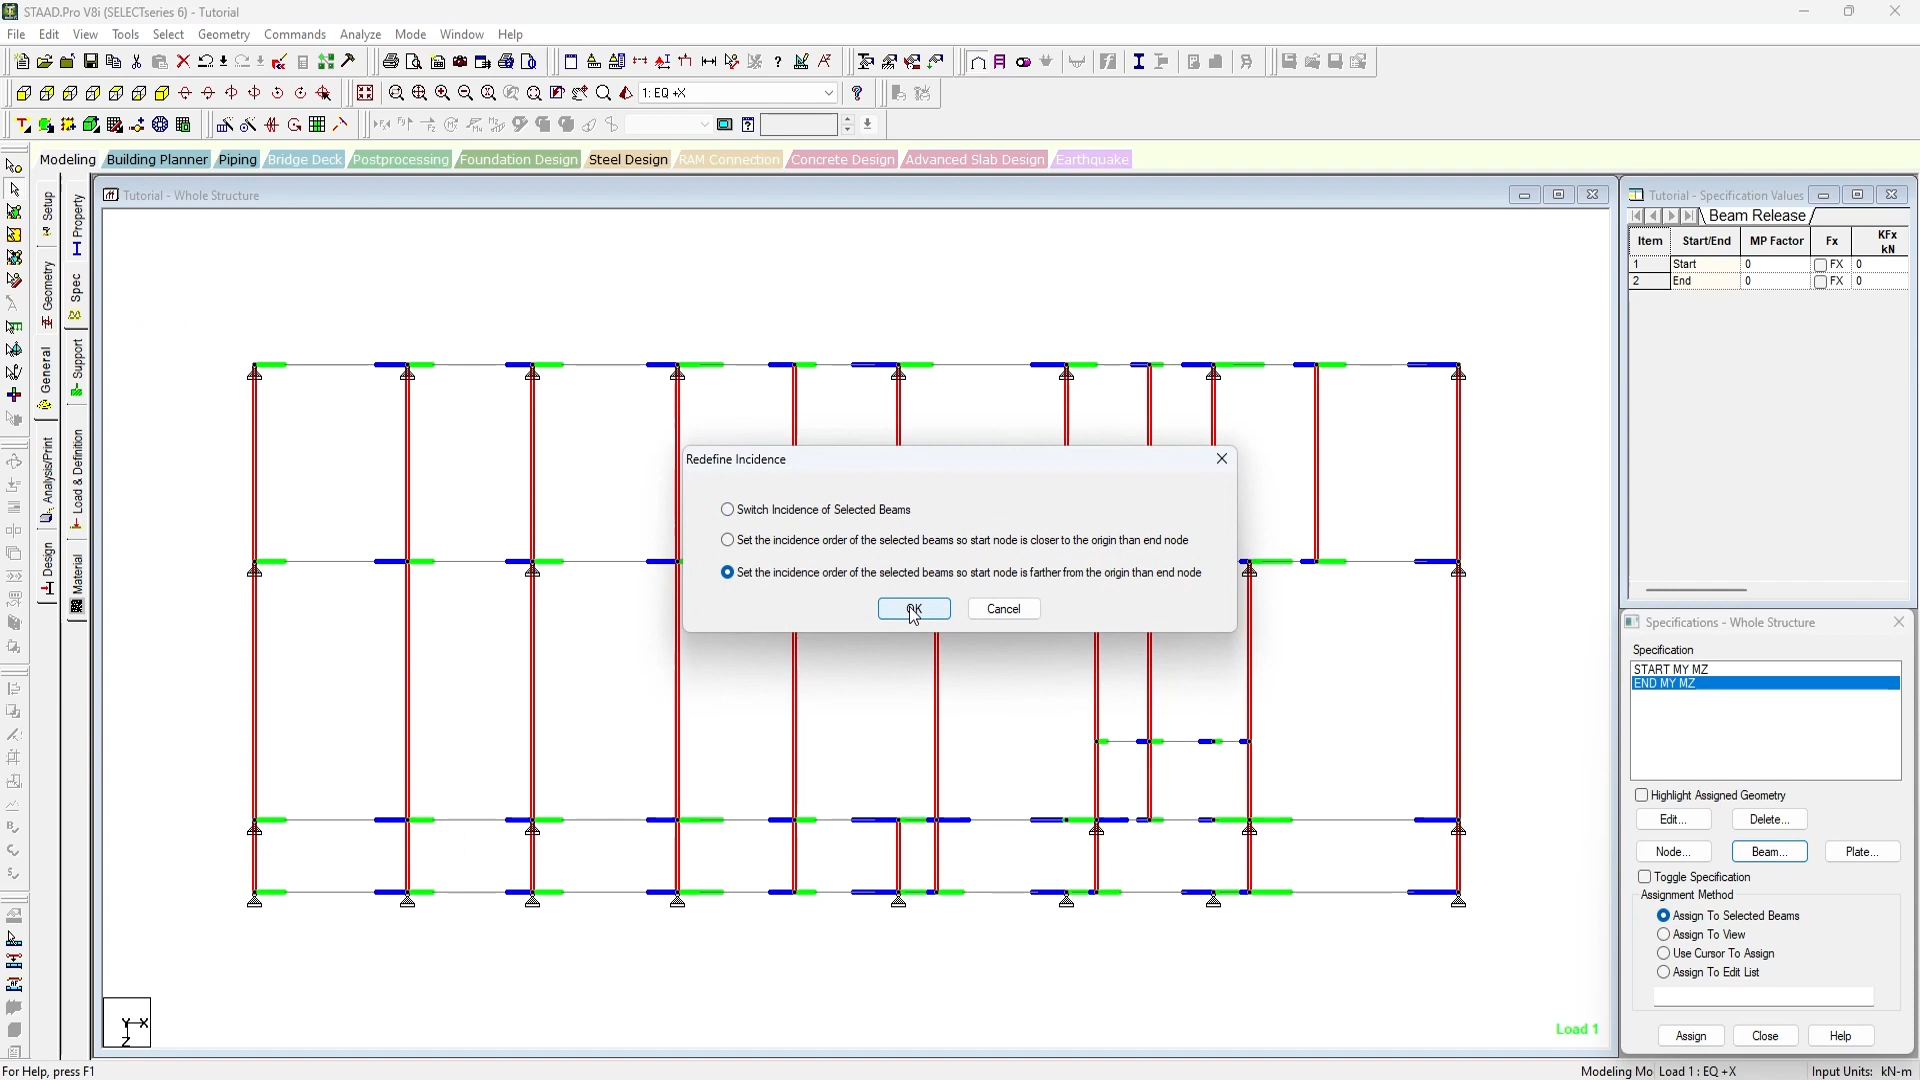 STAAD.Pro V8i (SELECTseries 6) - Tutorial
File Edit View Tools Select Geometry Commands Analyze Mode Window Help
1: EQ +X
Modeling Building Planner Piping Bridge Deck Postprocessing Foundation Design Steel Design RAM Connection Concrete Design Advanced Slab Design Earthquake
Setup
Geometry
General
Analysis/Print
Design
Property
Spec
Support
Load & Definition
Material
Tutorial - Whole Structure
Redefine Incidence
Switch Incidence of Selected Beams
Set the incidence order of the selected beams so start node is closer to the origin than end node
Set the incidence order of the selected beams so start node is farther from the origin than end node
OK Cancel
Y X
Z
Load 1
Tutorial - Specification Values
Beam Release
Item Start/End MP Factor Fx KFx
kN
1 Start 0 FX 0
2 End 0 FX 0
Specifications - Whole Structure
Specification
START MY MZ
END MY MZ
Highlight Assigned Geometry
Edit... Delete...
Node... Beam... Plate...
Toggle Specification
Assignment Method
Assign To Selected Beams
Assign To View
Use Cursor To Assign
Assign To Edit List
Assign Close Help
For Help, press F1
Modeling Mo Load 1 : EQ +X Input Units: kN-m